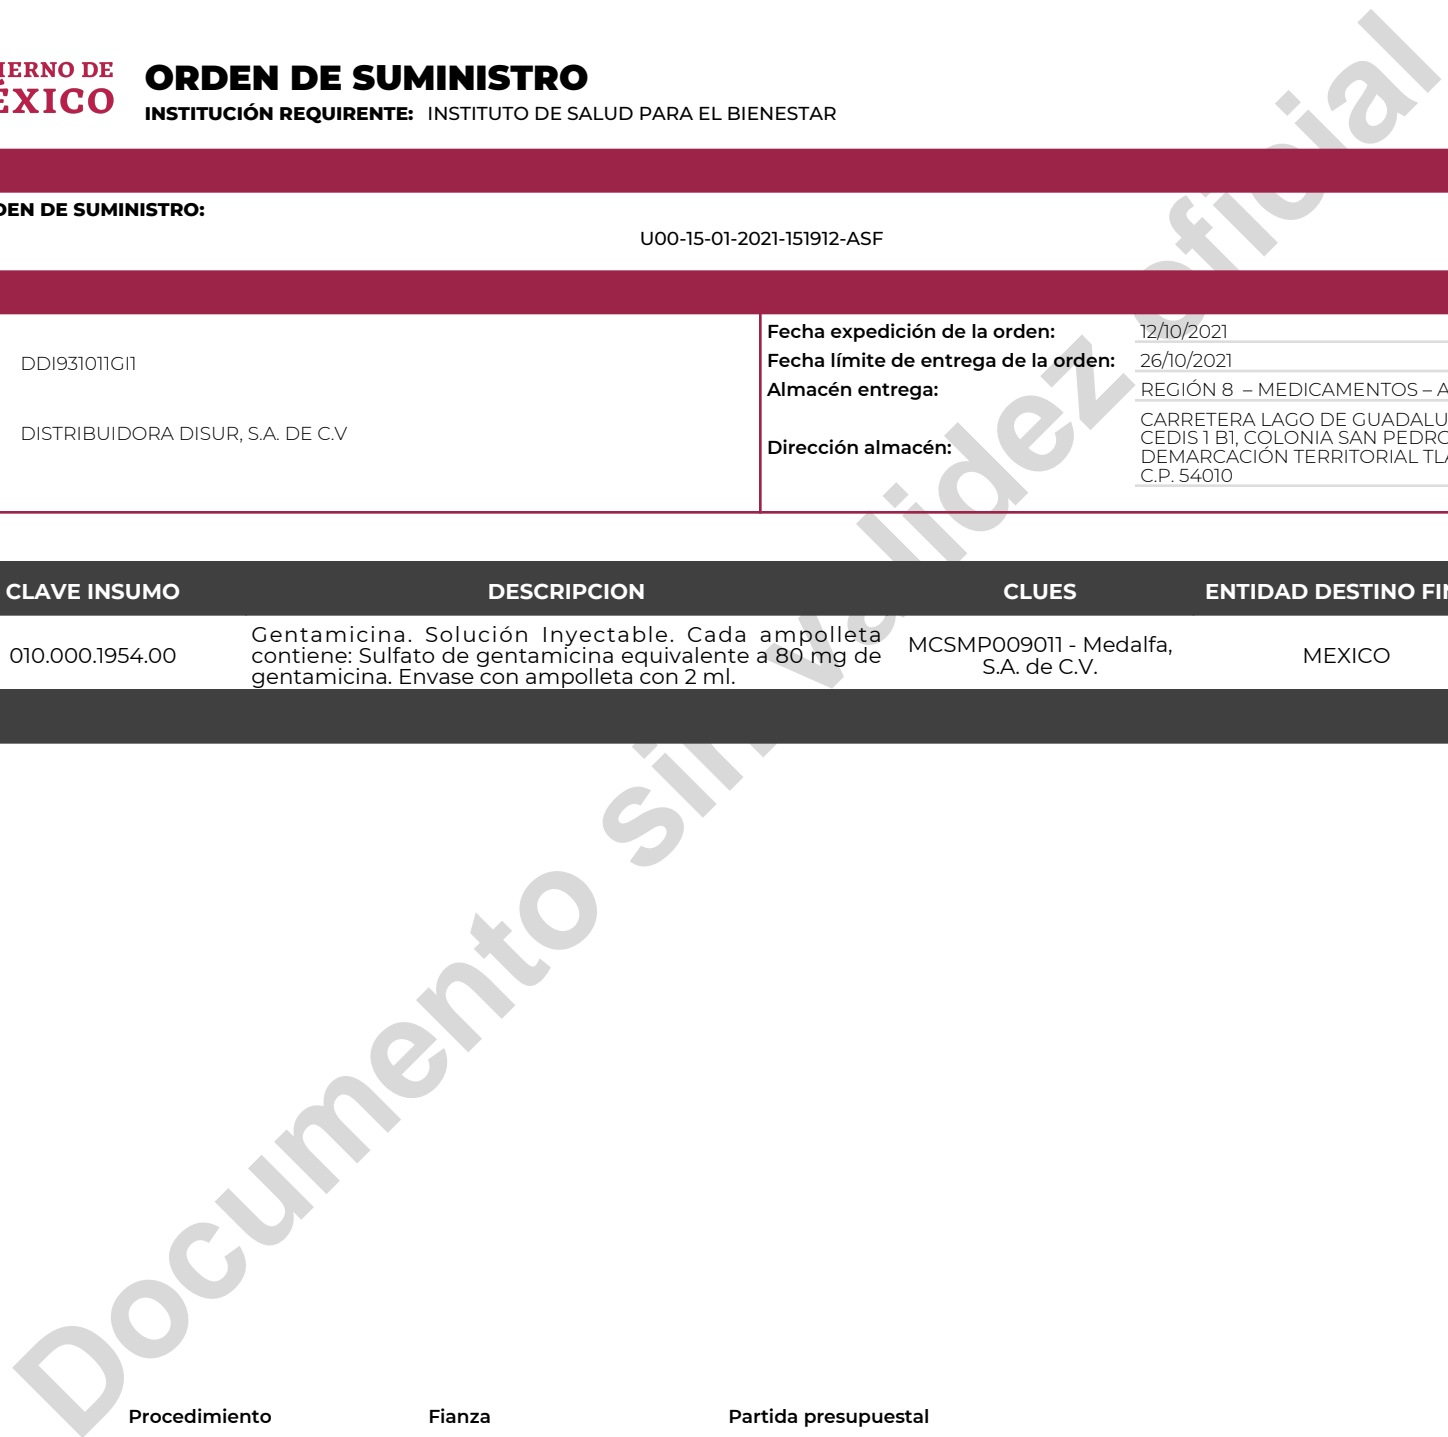 IERNO DE
ÉXICO
ORDEN DE SUMINISTRO
INSTITUCIÓN REQUIRENTE: INSTITUTO DE SALUD PARA EL BIENESTAR
DEN DE SUMINISTRO:
U00-15-01-2021-151912-ASF
DDI931011GI1
DISTRIBUIDORA DISUR, S.A. DE C.V
Fecha expedición de la orden: 12/10/2021
Fecha límite de entrega de la orden: 26/10/2021
Almacén entrega: REGIÓN 8 – MEDICAMENTOS – A
Dirección almacén:
CARRETERA LAGO DE GUADALU
CEDIS 1 B1, COLONIA SAN PEDRO
DEMARCACIÓN TERRITORIAL TLA
C.P. 54010
CLAVE INSUMO DESCRIPCION CLUES ENTIDAD DESTINO FIN
010.000.1954.00
Gentamicina. Solución Inyectable. Cada ampolleta
contiene: Sulfato de gentamicina equivalente a 80 mg de
gentamicina. Envase con ampolleta con 2 ml.
MCSMP009011 - Medalfa,
S.A. de C.V.
MEXICO
Documento sin validez oficial
Procedimiento Fianza Partida presupuestal